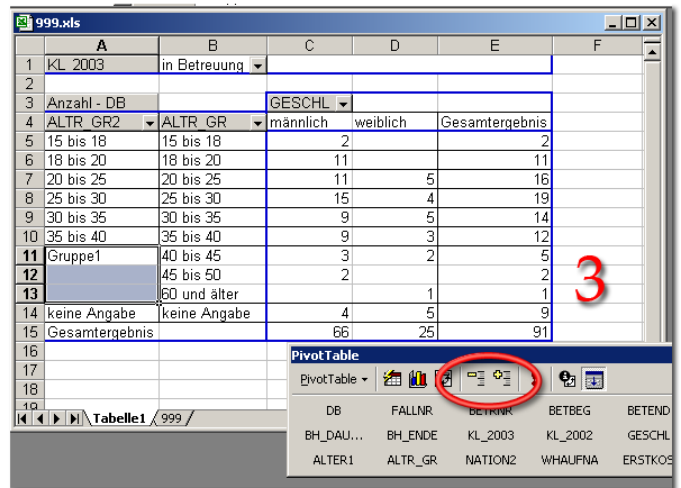 999.xls
A B C D E F
1 KL_2003 in Betreuung
2
3 Anzahl - DB GESCHL
4 ALTR_GR2 ALTR_GR männlich weiblich Gesamtergebnis
5 15 bis 18 15 bis 18 2 2
6 18 bis 20 18 bis 20 11 11
7 20 bis 25 20 bis 25 11 5 16
8 25 bis 30 25 bis 30 15 4 19
9 30 bis 35 30 bis 35 9 5 14
10 35 bis 40 35 bis 40 9 3 12
11 Gruppe1 40 bis 45 3 2 5
12 45 bis 50 2 2
13 60 und älter 1 1
3
14 keine Angabe keine Angabe 4 5 9
15 Gesamtergebnis 66 25 91
16
17
18
19
Tabelle1 999
PivotTable
PivotTable
DB FALLNR BETRNR BETBEG BETEND
BH_DAU... BH_ENDE KL_2003 KL_2002 GESCHL
ALTER1 ALTR_GR NATION2 WHAUFNA ERSTKOS